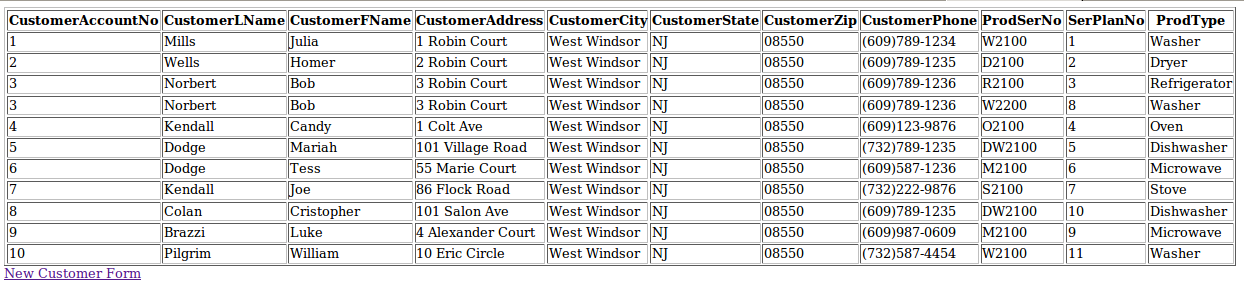 CustomerAccountNo CustomerLName CustomerFName CustomerAddress CustomerCity CustomerState CustomerZip CustomerPhone ProdSerNo SerPlanNo ProdType
1 Mills Julia 1 Robin Court West Windsor NJ 08550 (609)789-1234 W2100 1 Washer
2 Wells Homer 2 Robin Court West Windsor NJ 08550 (609)789-1235 D2100 2 Dryer
3 Norbert Bob 3 Robin Court West Windsor NJ 08550 (609)789-1236 R2100 3 Refrigerator
3 Norbert Bob 3 Robin Court West Windsor NJ 08550 (609)789-1236 W2200 8 Washer
4 Kendall Candy 1 Colt Ave West Windsor NJ 08550 (609)123-9876 O2100 4 Oven
5 Dodge Mariah 101 Village Road West Windsor NJ 08550 (732)789-1235 DW2100 5 Dishwasher
6 Dodge Tess 55 Marie Court West Windsor NJ 08550 (609)587-1236 M2100 6 Microwave
7 Kendall Joe 86 Flock Road West Windsor NJ 08550 (732)222-9876 S2100 7 Stove
8 Colan Cristopher 101 Salon Ave West Windsor NJ 08550 (609)789-1235 DW2100 10 Dishwasher
9 Brazzi Luke 4 Alexander Court West Windsor NJ 08550 (609)987-0609 M2100 9 Microwave
10 Pilgrim William 10 Eric Circle West Windsor NJ 08550 (732)587-4454 W2100 11 Washer
New Customer Form